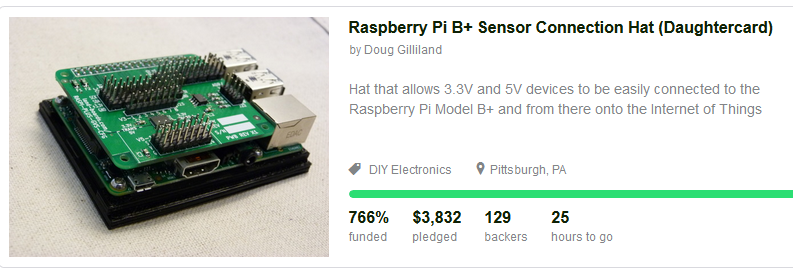 Raspberry Pi B+ Sensor Connection Hat (Daughtercard)
by Doug Gilliland
Hat that allows 3.3V and 5V devices to be easily connected to the
Raspberry Pi Model B+ and from there onto the Internet of Things
DIY Electronics
Pittsburgh, PA
766% $3,832 129 25
funded pledged backers hours to go